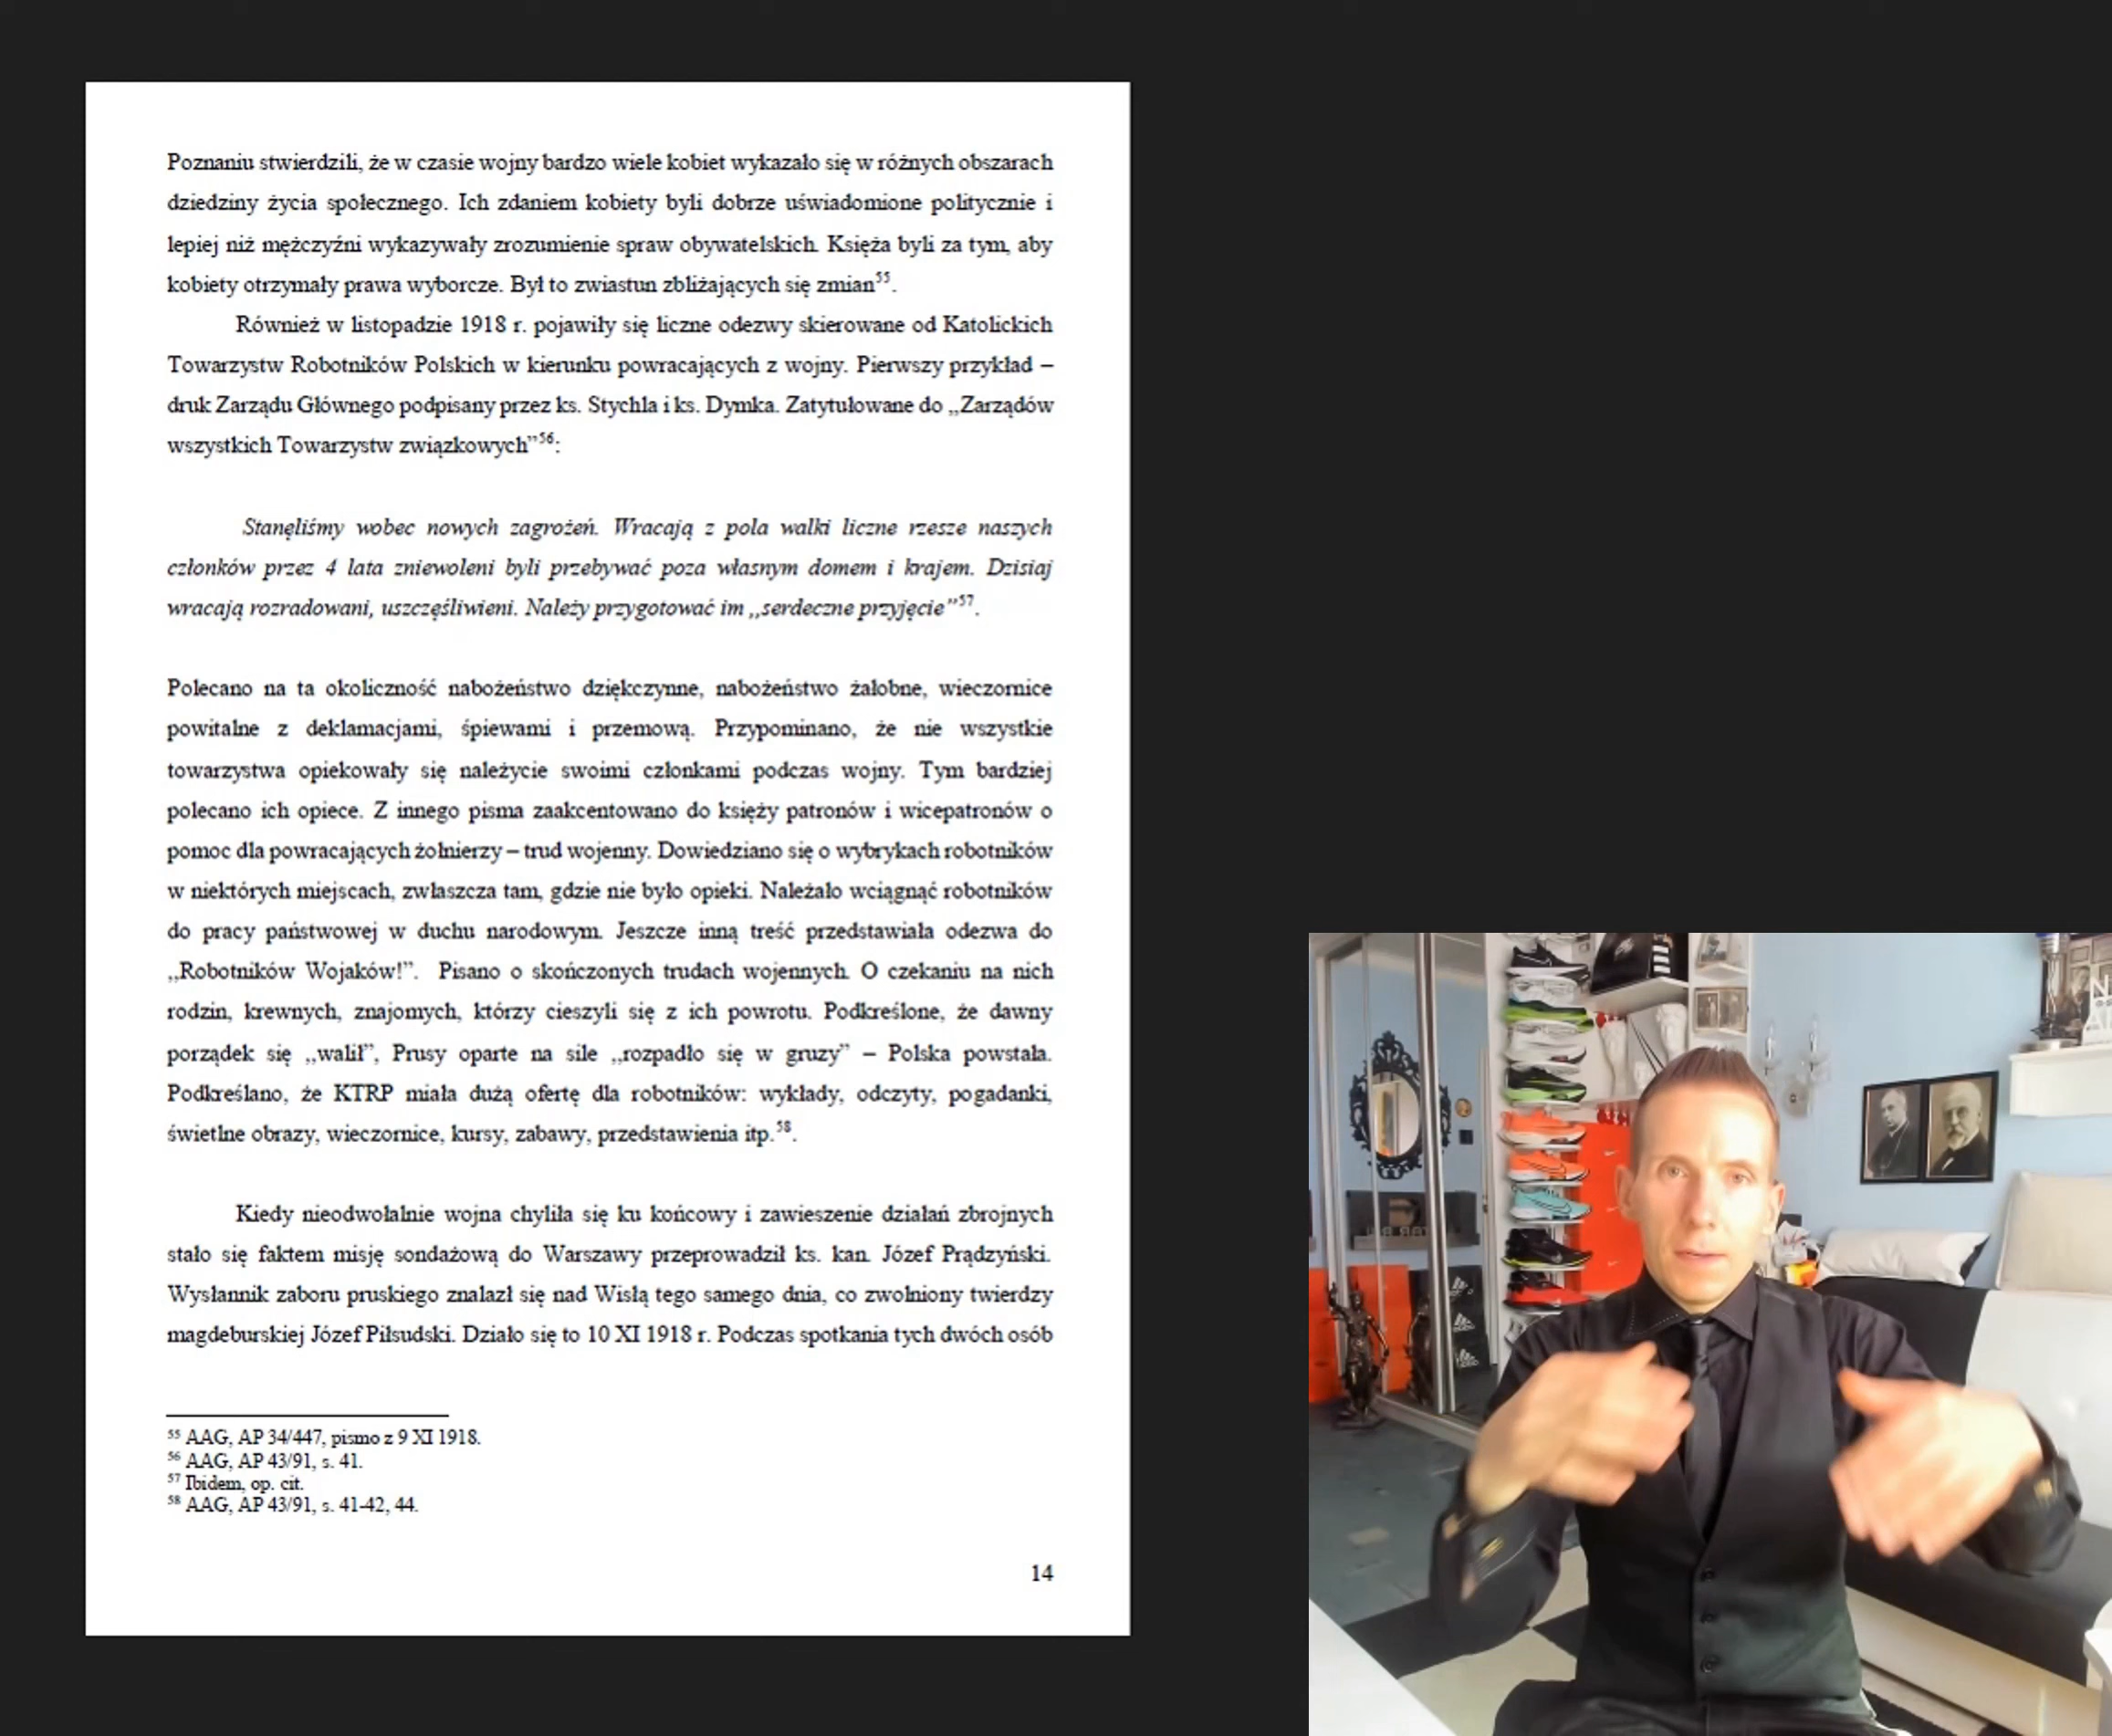 Poznaniu stwierdzili, że w czasie wojny bardzo wiele kobiet wykazało się w różnych obszarach
dziedziny życia społecznego. Ich zdaniem kobiety byli dobrze uświadomione politycznie i
lepiej niż mężczyźni wykazywały zrozumienie spraw obywatelskich. Księża byli za tym, aby
kobiety otrzymały prawa wyborcze. Był to zwiastun zbliżających się zmian⁵⁵.
Również w listopadzie 1918 r. pojawiły się liczne odezwy skierowane od Katolickich
Towarzystw Robotników Polskich w kierunku powracających z wojny. Pierwszy przykład –
druk Zarządu Głównego podpisany przez ks. Stychla i ks. Dymka. Zatytułowane do „Zarządów
wszystkich Towarzystw związkowych”⁵⁶:
Stanęliśmy wobec nowych zagrożeń. Wracają z pola walki liczne rzesze naszych
członków przez 4 lata zniewoleni byli przebywać poza własnym domem i krajem. Dzisiaj
wracają rozradowani, uszczęśliwieni. Należy przygotować im „serdeczne przyjęcie”⁵⁷.
Polecano na ta okoliczność nabożeństwo dziękczynne, nabożeństwo żałobne, wieczornice
powitalne z deklamacjami, śpiewami i przemową. Przypominano, że nie wszystkie
towarzystwa opiekowały się należycie swoimi członkami podczas wojny. Tym bardziej
polecano ich opiece. Z innego pisma zaakcentowano do księży patronów i wicepatronów o
pomoc dla powracających żołnierzy – trud wojenny. Dowiedziano się o wybrykach robotników
w niektórych miejscach, zwłaszcza tam, gdzie nie było opieki. Należało wciągnąć robotników
do pracy państwowej w duchu narodowym. Jeszcze inną treść przedstawiała odezwa do
„Robotników Wojaków!”. Pisano o skończonych trudach wojennych. O czekaniu na nich
rodzin, krewnych, znajomych, którzy cieszyli się z ich powrotu. Podkreślone, że dawny
porządek się „walił”, Prusy oparte na sile „rozpadło się w gruzy” – Polska powstała.
Podkreślano, że KTRP miała dużą ofertę dla robotników: wykłady, odczyty, pogadanki,
świetlne obrazy, wieczornice, kursy, zabawy, przedstawienia itp.⁵⁸.
Kiedy nieodwołalnie wojna chyliła się ku końcowy i zawieszenie działań zbrojnych
stało się faktem misję sondażową do Warszawy przeprowadził ks. kan. Józef Prądzyński.
Wysłannik zaboru pruskiego znalazł się nad Wisłą tego samego dnia, co zwolniony twierdzy
magdeburskiej Józef Piłsudski. Działo się to 10 XI 1918 r. Podczas spotkania tych dwóch osób
⁵⁵ AAG, AP 34/447, pismo z 9 XI 1918.
⁵⁶ AAG, AP 43/91, s. 41.
⁵⁷ Ibidem, op. cit.
⁵⁸ AAG, AP 43/91, s. 41-42, 44.
14